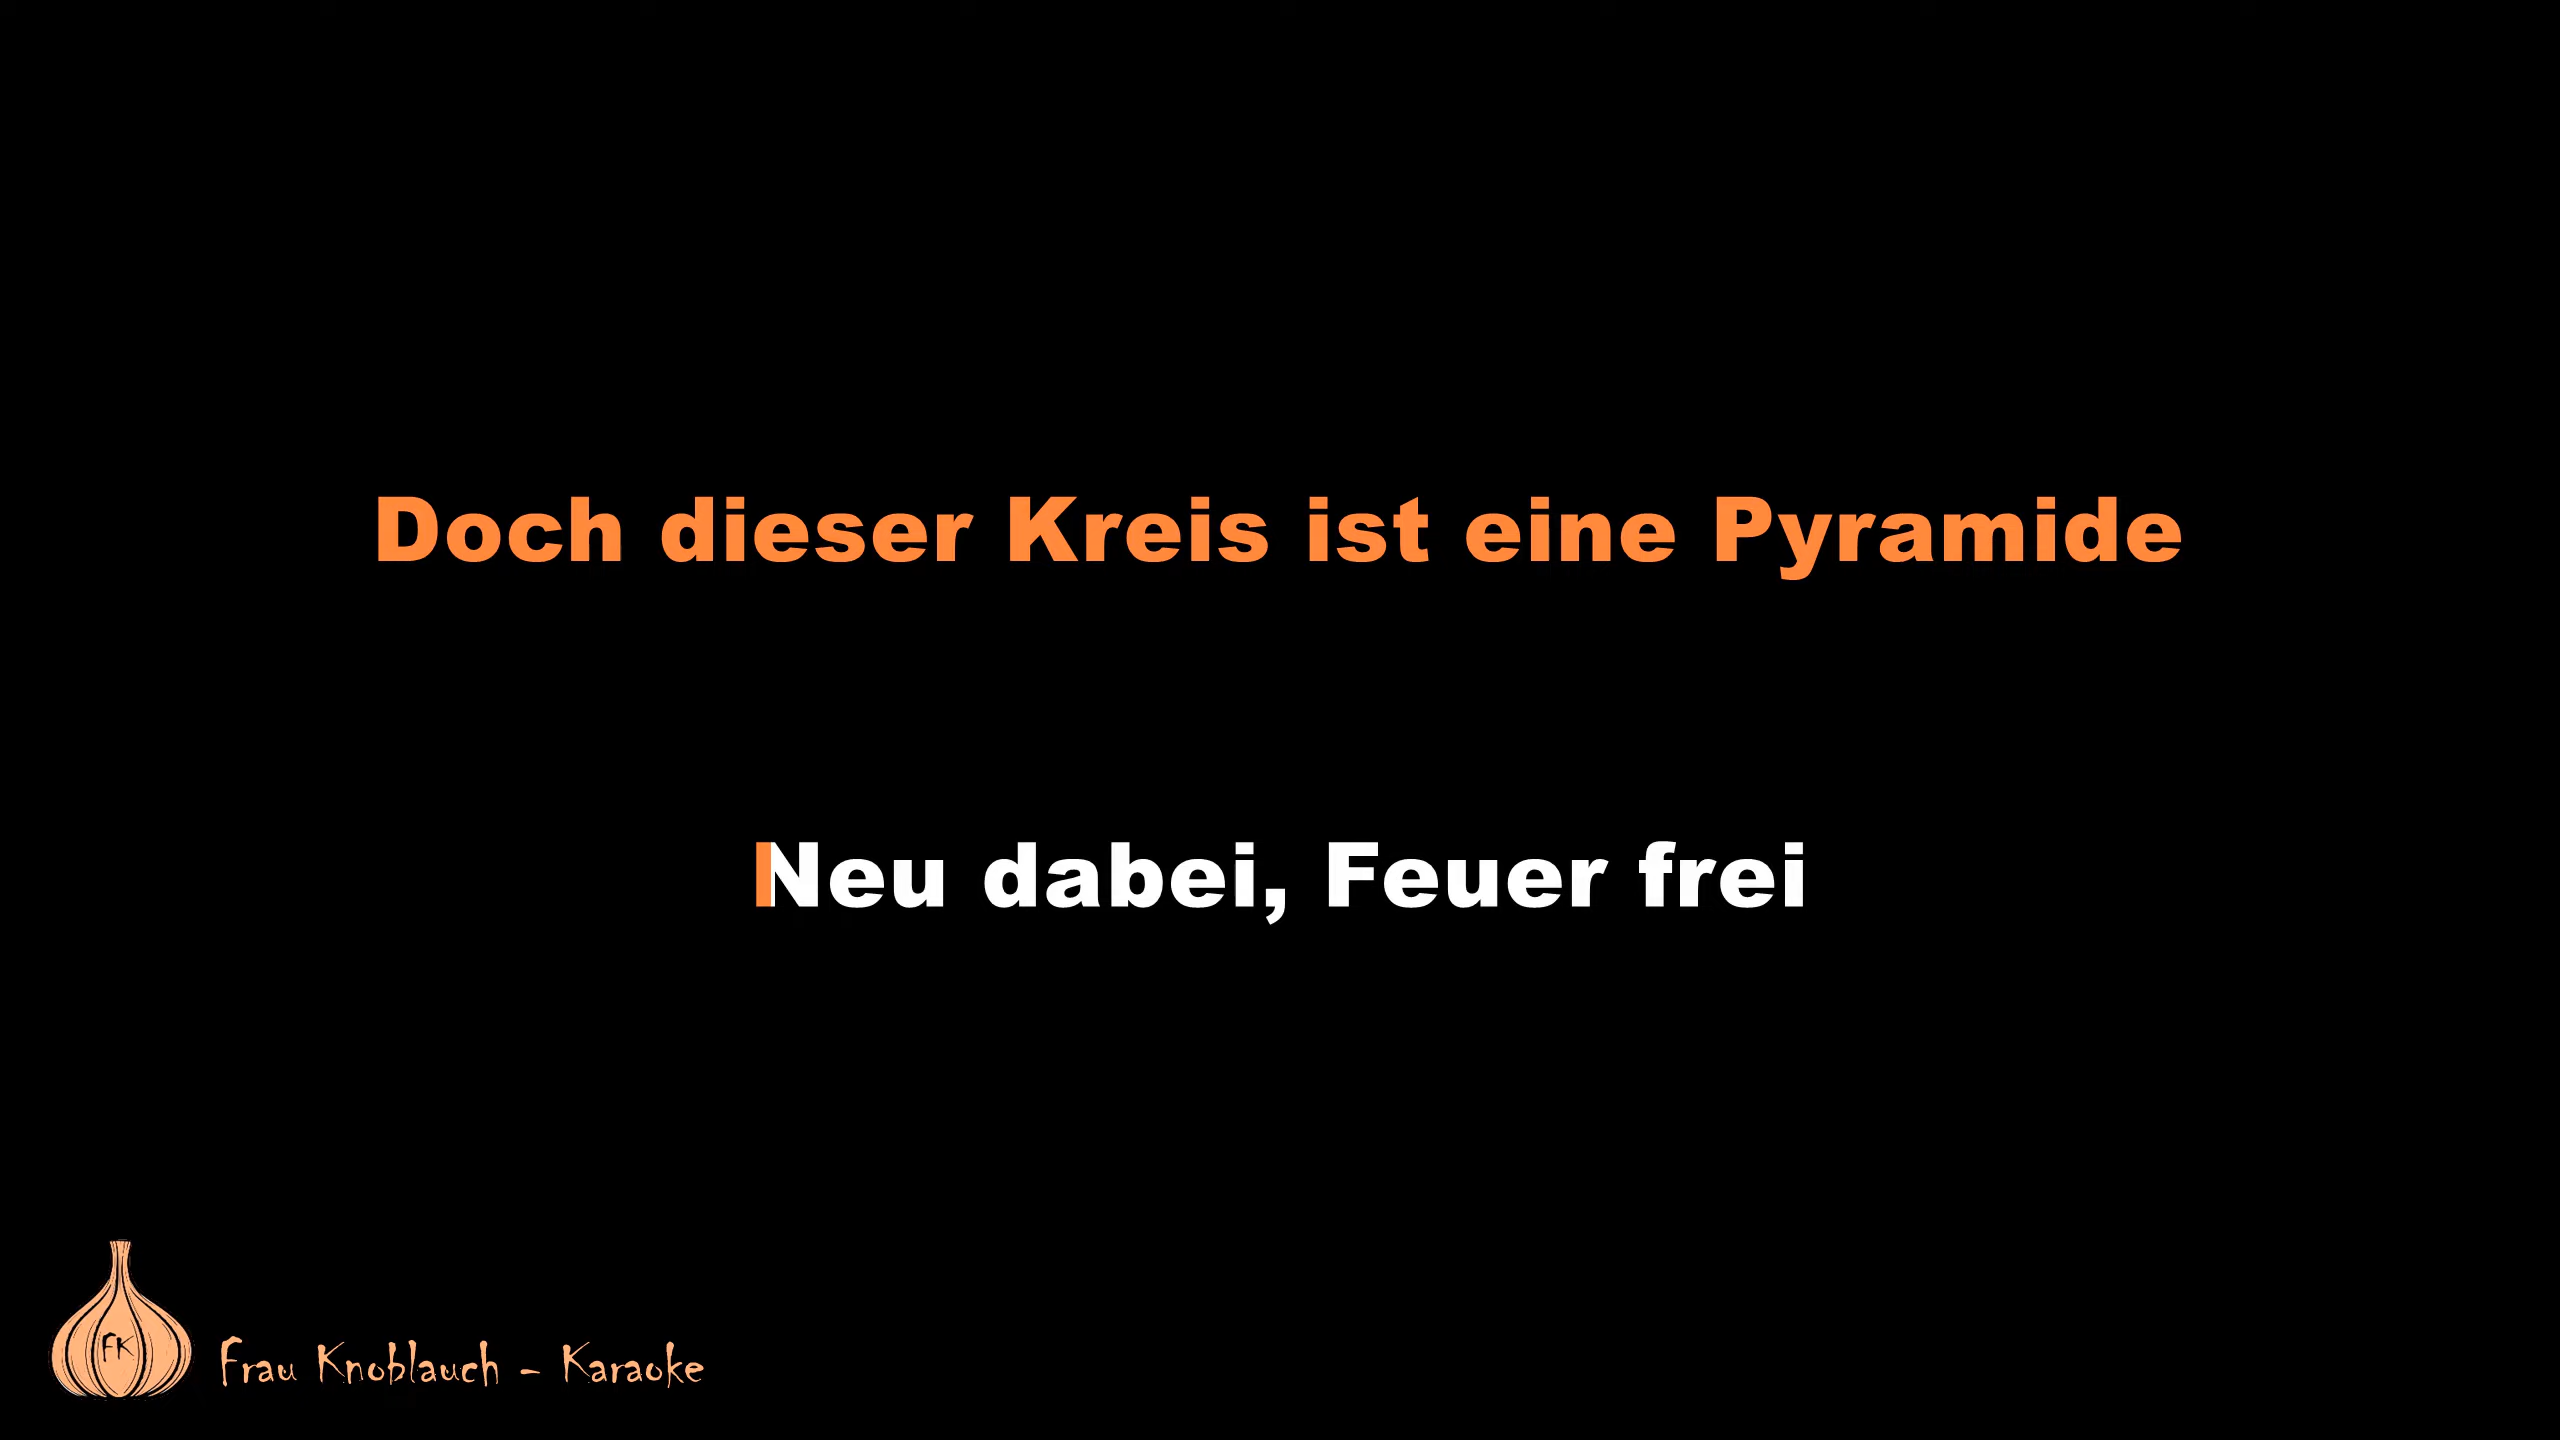 Doch dieser Kreis ist eine Pyramide
Neu dabei, Feuer frei
FK
Frau Knoblauch - Karaoke